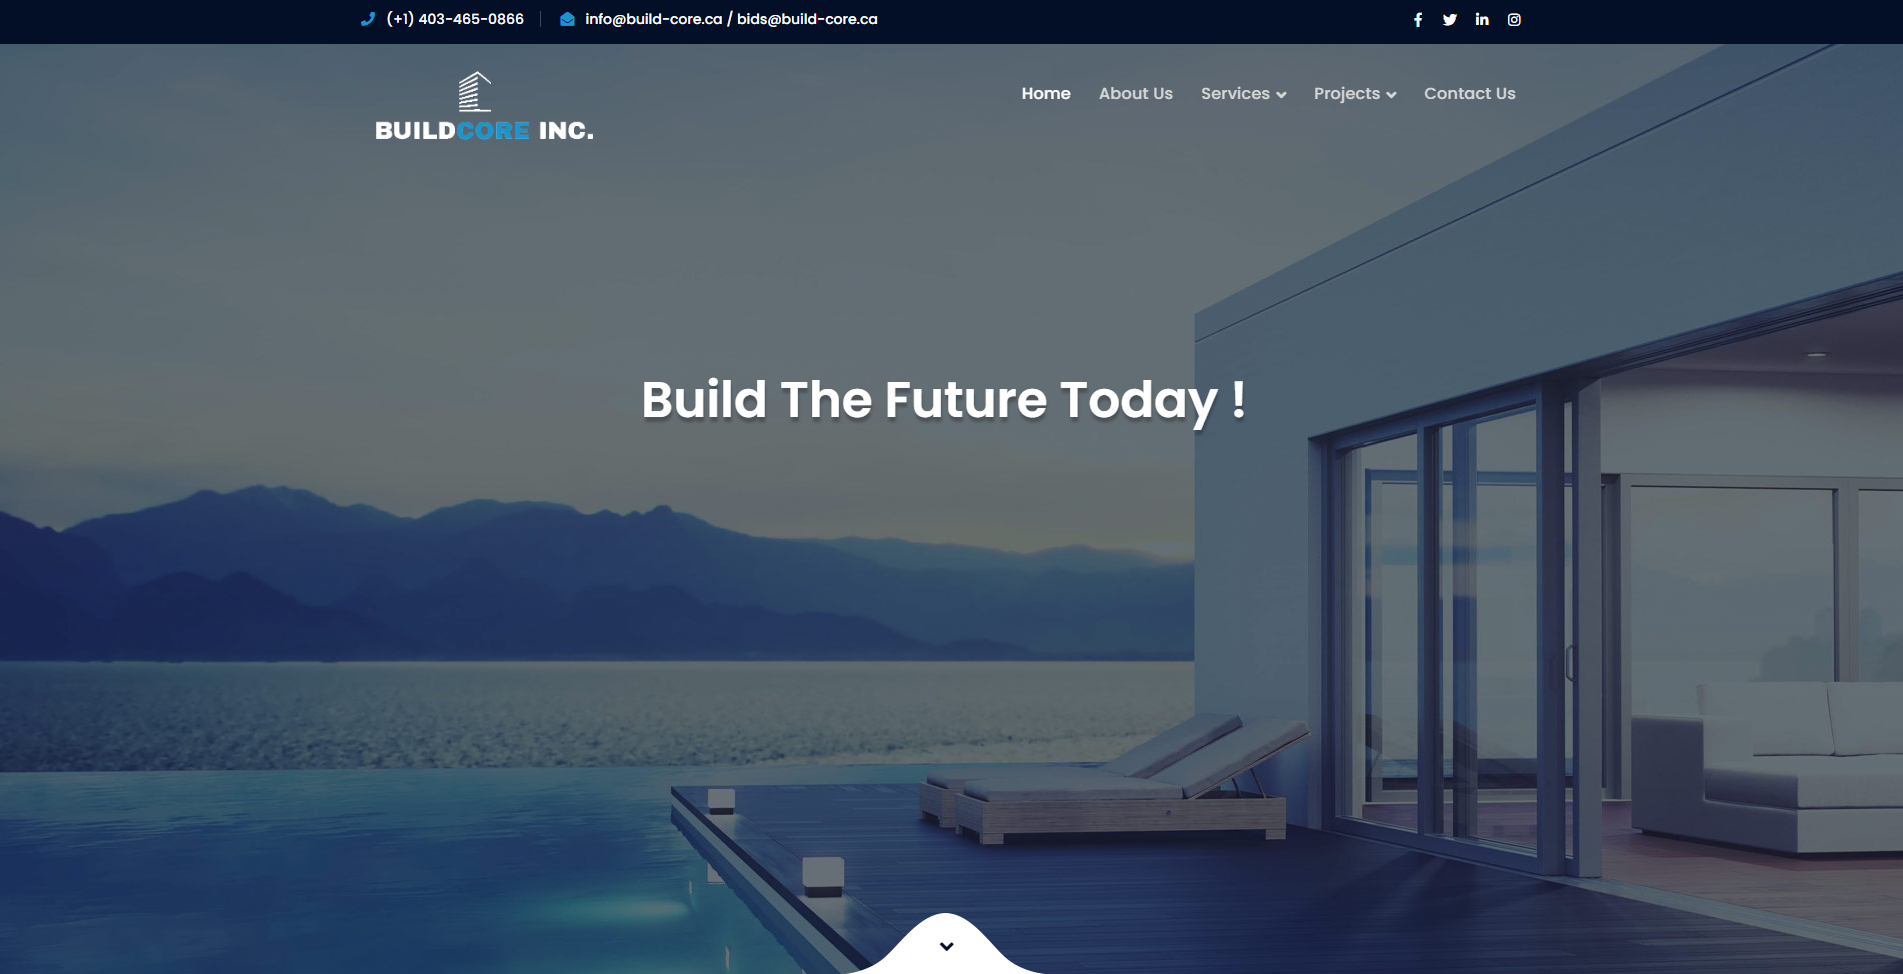 (+1) 403-465-0866
info@build-core.ca / bids@build-core.ca
BUILDCORE INC.
Home
About Us
Services
Projects
Contact Us
Build The Future Today !